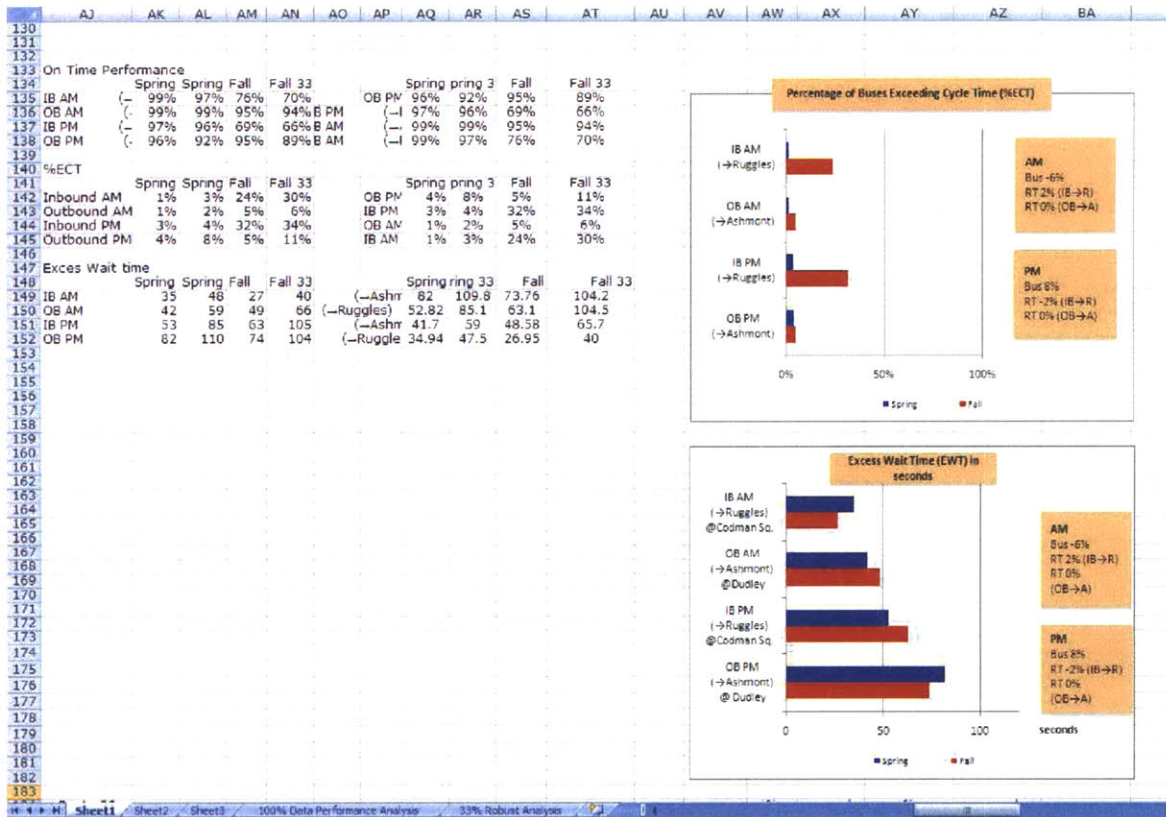 AJ AK AL AM AN AO AP AQ AR AS AT AU AV AW AX AY AZ BA
130
131
132
133 On Time Performance
134 Spring Spring Fall Fall 33 Spring pring 3 Fall Fall 33
135 IB AM (— 99% 97% 76% 70% OB PM 96% 92% 95% 89%
136 OB AM (- 99% 99% 95% 94% B PM (—I 97% 96% 69% 66%
137 IB PM (— 97% 96% 69% 66% B AM (—I 99% 99% 95% 94%
138 OB PM (- 96% 92% 95% 89% B AM (—I 99% 97% 76% 70%
139
140 %ECT
141 Spring Spring Fall Fall 33 Spring pring 3 Fall Fall 33
142 Inbound AM 1% 3% 24% 30% OB PM 4% 8% 5% 11%
143 Outbound AM 1% 2% 5% 6% IB PM 3% 4% 32% 34%
144 Inbound PM 3% 4% 32% 34% OB AM 1% 2% 5% 6%
145 Outbound PM 4% 8% 5% 11% IB AM 1% 3% 24% 30%
146
147 Exces Wait time
148 Spring Spring Fall Fall 33 Spring ring 33 Fall Fall 33
149 IB AM 35 48 27 40 (—Ashm 82 109.8 73.76 104.2
150 OB AM 42 59 49 66 (—Ruggles) 52.82 85.1 63.1 104.5
151 IB PM 53 85 63 105 (—Ashm 41.7 59 48.58 65.7
152 OB PM 82 110 74 104 (—Ruggle 34.94 47.5 26.95 40
153
154
155
156
157
158
159
160
161
162
163
164
165
166
167
168
169
170
171
172
173
174
175
176
177
178
179
180
181
182
183
Percentage of Buses Exceeding Cycle Time (%ECT)
IB AM
(→Ruggles)
OB AM
(→Ashmont)
IB PM
(→Ruggles)
OB PM
(→Ashmont)
0% 50% 100%
Spring Fall
AM
Bus -6%
RT 2% (IB→R)
RT 0% (OB→A)
PM
Bus 8%
RT -2% (IB→R)
RT 0% (OB→A)
Excess Wait Time (EWT) in
seconds
IB AM
(→Ruggles)
@Codman Sq.
OB AM
(→Ashmont)
@Dudley
IB PM
(→Ruggles)
@Codman Sq.
OB PM
(→Ashmont)
@ Dudley
0 50 100 seconds
Spring Fall
AM
Bus -6%
RT 2% (IB→R)
RT 0%
(OB→A)
PM
Bus 8%
RT -2% (IB→R)
RT 0%
(OB→A)
Sheet1 Sheet2 Sheet3 100% Data Performance Analysis 33% Robust Analysis